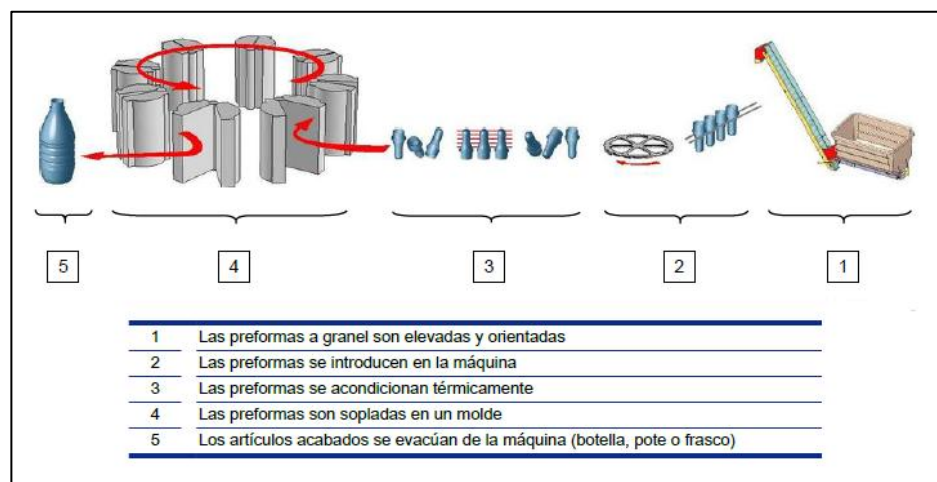 5 4 3 2 1
1 Las preformas a granel son elevadas y orientadas
2 Las preformas se introducen en la máquina
3 Las preformas se acondicionan térmicamente
4 Las preformas son sopladas en un molde
5 Los artículos acabados se evacúan de la máquina (botella, pote o frasco)